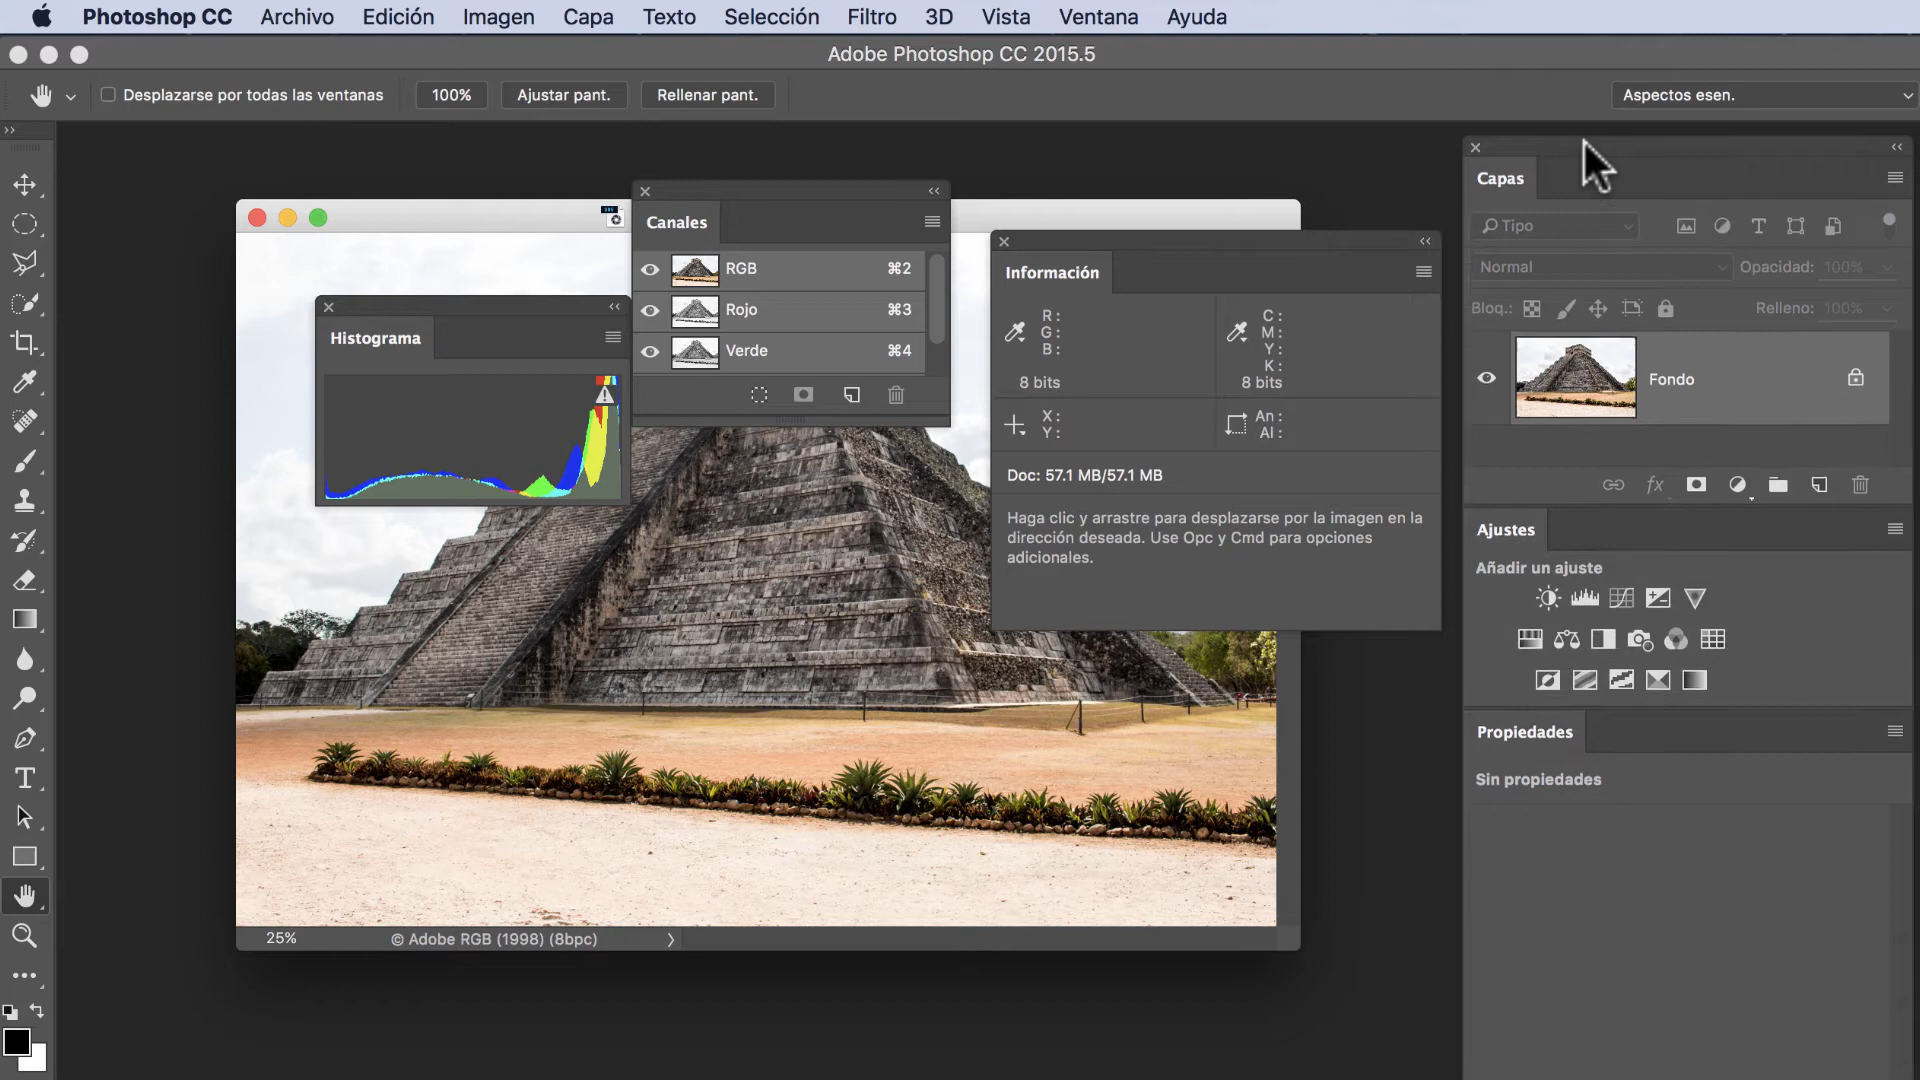 Photoshop CC Archivo Edición Imagen Capa Texto Selección Filtro 3D Vista Ventana Ayuda
Adobe Photoshop CC 2015.5
Desplazarse por todas las ventanas 100% Ajustar pant. Rellenar pant. Aspectos esen.
Histograma
Canales
RGB ⌘2
Rojo ⌘3
Verde ⌘4
Información
R: C:
G: M:
B: Y:
K:
8 bits 8 bits
X: An:
Y: Al:
Doc: 57.1 MB/57.1 MB
Haga clic y arrastre para desplazarse por la imagen en la
dirección deseada. Use Opc y Cmd para opciones
adicionales.
25% © Adobe RGB (1998) (8bpc)
Capas
Tipo
Normal Opacidad: 100%
Bloq.: Relleno: 100%
Fondo
fx
Ajustes
Añadir un ajuste
Propiedades
Sin propiedades